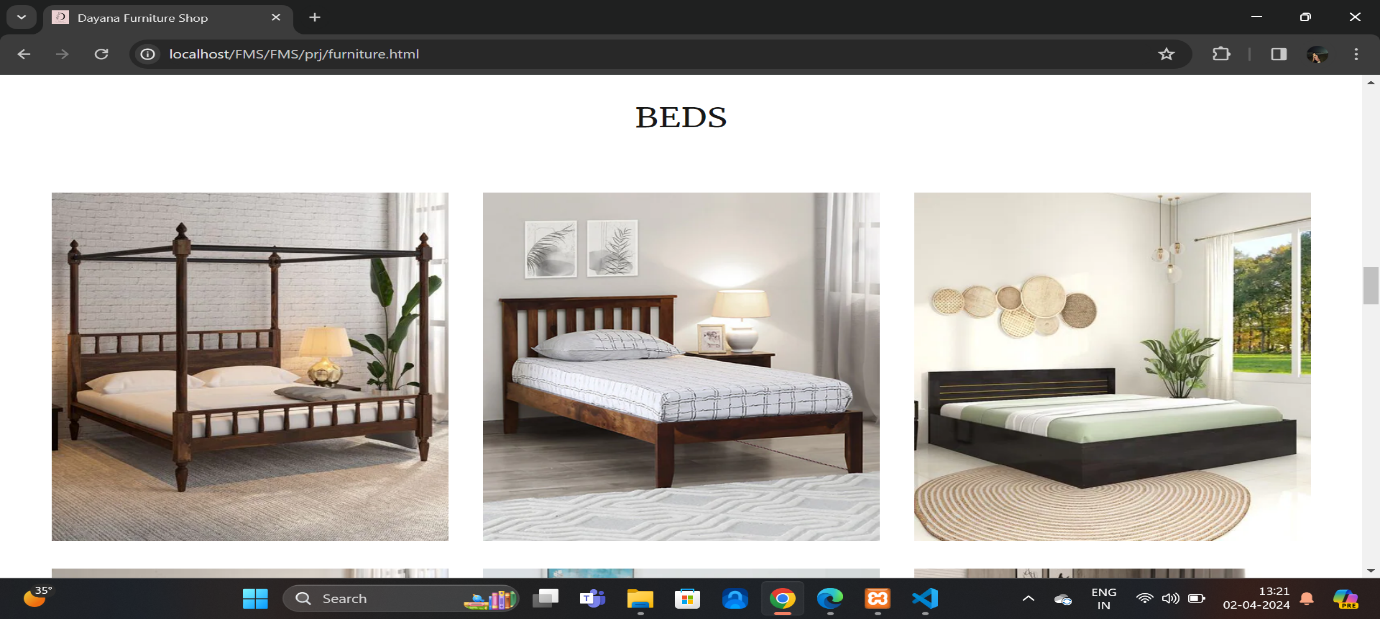 Dayana Furniture Shop
localhost/FMS/FMS/prj/furniture.html
BEDS
35°
Search
T
PRE
ENG
IN
13:21
02-04-2024